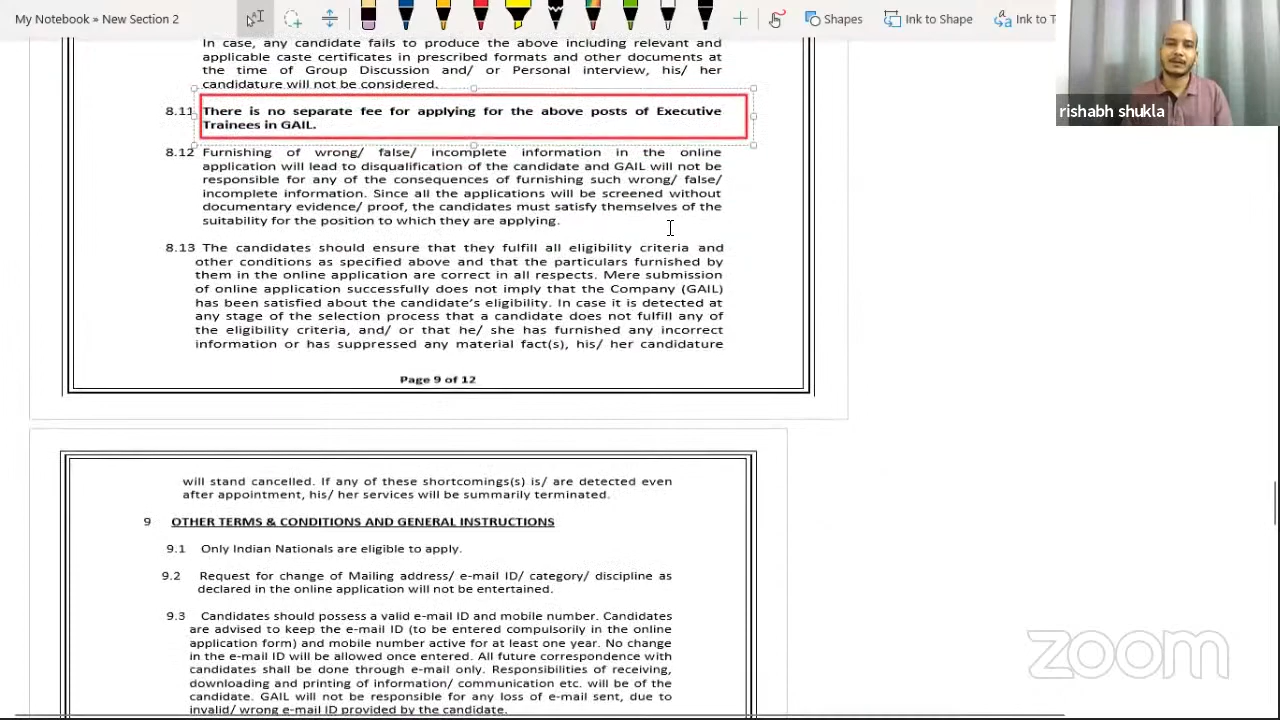 My Notebook » New Section 2
Shapes
Ink to Shape
Ink to T
rishabh shukla
In case, any candidate fails to produce the above including relevant and
applicable caste certificates in prescribed formats and other documents at
the time of Group Discussion and/ or Personal interview, his/ her
candidature will not be considered.
8.11 There is no separate fee for applying for the above posts of Executive
Trainees in GAIL.
8.12 Furnishing of wrong/ false/ incomplete information in the online
application will lead to disqualification of the candidate and GAIL will not be
responsible for any of the consequences of furnishing such wrong/ false/
incomplete information. Since all the applications will be screened without
documentary evidence/ proof, the candidates must satisfy themselves of the
suitability for the position to which they are applying.
8.13 The candidates should ensure that they fulfill all eligibility criteria and
other conditions as specified above and that the particulars furnished by
them in the online application are correct in all respects. Mere submission
of online application successfully does not imply that the Company (GAIL)
has been satisfied about the candidate's eligibility. In case it is detected at
any stage of the selection process that a candidate does not fulfill any of
the eligibility criteria, and/ or that he/ she has furnished any incorrect
information or has suppressed any material fact(s), his/ her candidature
Page 9 of 12
will stand cancelled. If any of these shortcomings(s) is/ are detected even
after appointment, his/ her services will be summarily terminated.
9 OTHER TERMS & CONDITIONS AND GENERAL INSTRUCTIONS
9.1 Only Indian Nationals are eligible to apply.
9.2 Request for change of Mailing address/ e-mail ID/ category/ discipline as
declared in the online application will not be entertained.
9.3 Candidates should possess a valid e-mail ID and mobile number. Candidates
are advised to keep the e-mail ID (to be entered compulsorily in the online
application form) and mobile number active for at least one year. No change
in the e-mail ID will be allowed once entered. All future correspondence with
candidates shall be done through e-mail only. Responsibilities of receiving,
downloading and printing of information/ communication etc. will be of the
candidate. GAIL will not be responsible for any loss of e-mail sent, due to
invalid/ wrong e-mail ID provided by the candidate.
zoom